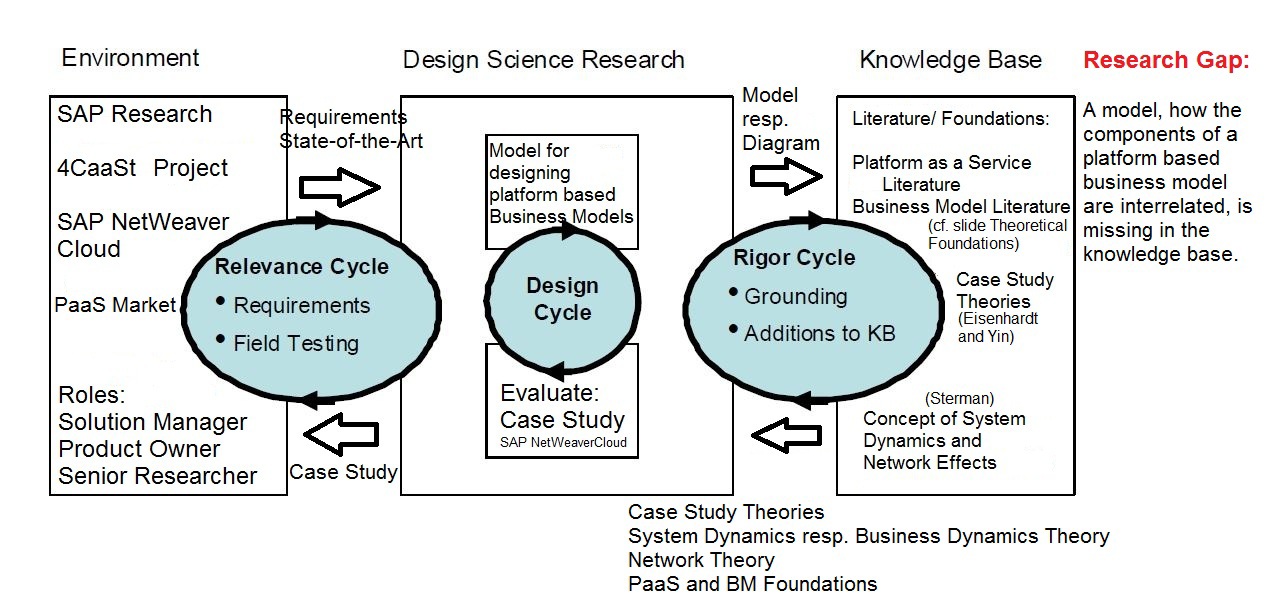 Environment
Design Science Research
Knowledge Base
Research Gap:
SAP Research
4CaaSt Project
SAP NetWeaver
Cloud
PaaS Market
Roles:
Solution Manager
Product Owner
Senior Researcher
Requirements
State-of-the-Art
Relevance Cycle
• Requirements
• Field Testing
Case Study
Model for
designing
platform based
Business Models
Design
Cycle
Evaluate:
Case Study
SAP NetWeaverCloud
Model
resp.
Diagram
Rigor Cycle
• Grounding
• Additions to KB
Case Study Theories
System Dynamics resp. Business Dynamics Theory
Network Theory
PaaS and BM Foundations
Literature/ Foundations:
Platform as a Service
Literature
Business Model Literature
(cf. slide Theoretical
Foundations)
Case Study
Theories
(Eisenhardt
and Yin)
(Sterman)
Concept of System
Dynamics and
Network Effects
A model, how the
components of a
platform based
business model
are interrelated, is
missing in the
knowledge base.